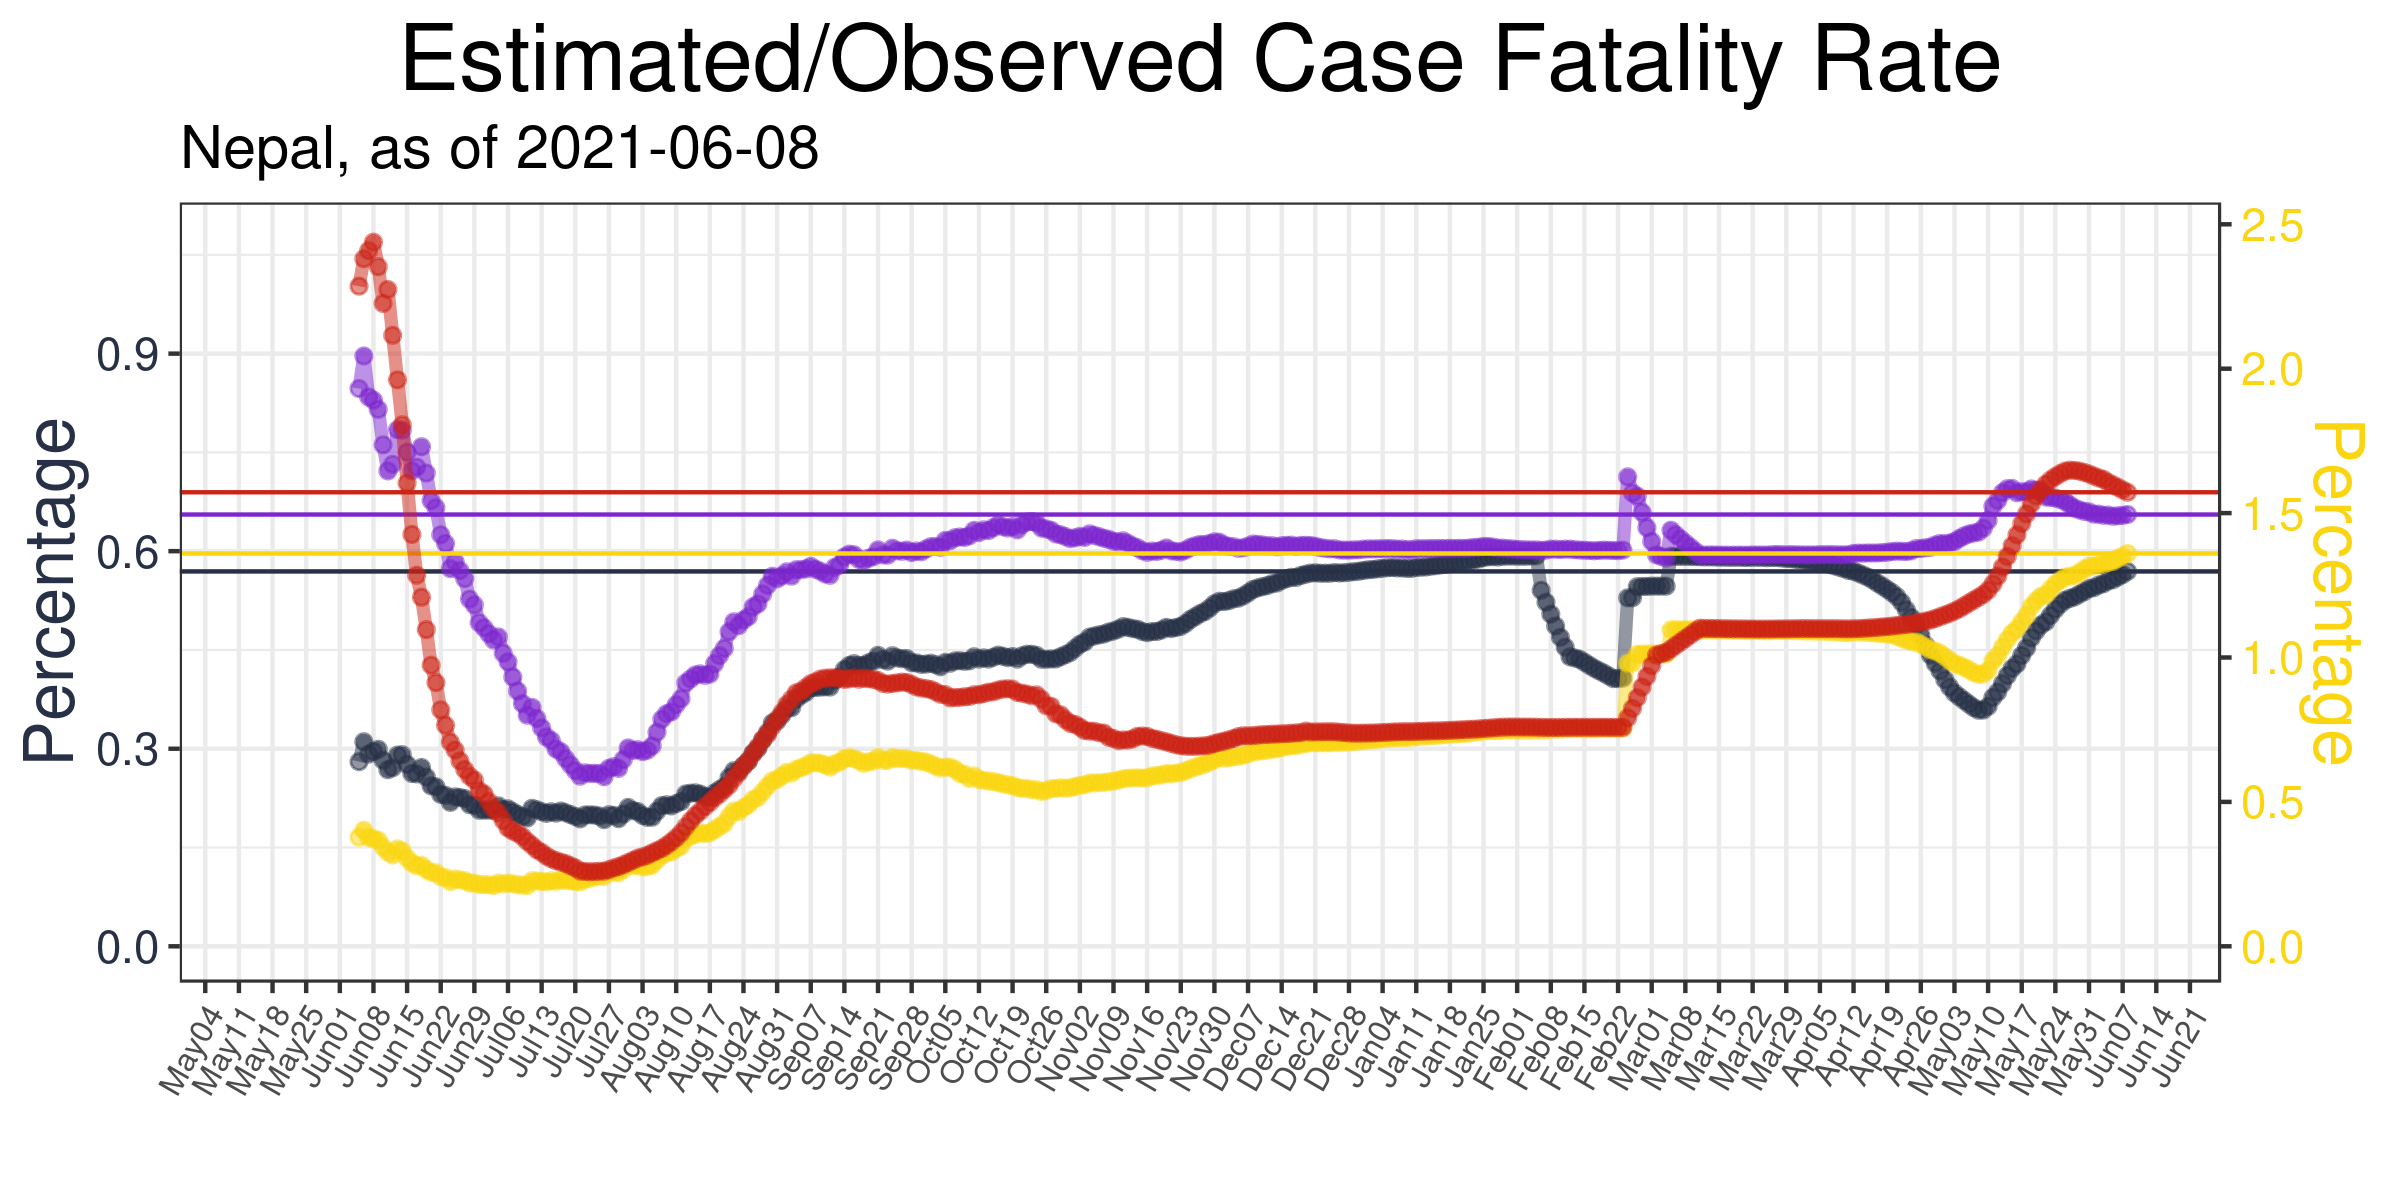 Estimated/Observed Case Fatality Rate
Nepal, as of 2021-06-08
Percentage
0.9
0.6
0.3
0.0
2.5
2.0
1.5
1.0
0.5
0.0
Percentage
May04
May11
May18
May25
Jun01
Jun08
Jun15
Jun22
Jun29
Jul06
Jul13
Jul20
Jul27
Aug03
Aug10
Aug17
Aug24
Aug31
Sep07
Sep14
Sep21
Sep28
Oct05
Oct12
Oct19
Oct26
Nov02
Nov09
Nov16
Nov23
Nov30
Dec07
Dec14
Dec21
Dec28
Jan04
Jan11
Jan18
Jan25
Feb01
Feb08
Feb15
Feb22
Mar01
Mar08
Mar15
Mar22
Mar29
Apr05
Apr12
Apr19
Apr26
May03
May10
May17
May24
May31
Jun07
Jun14
Jun21